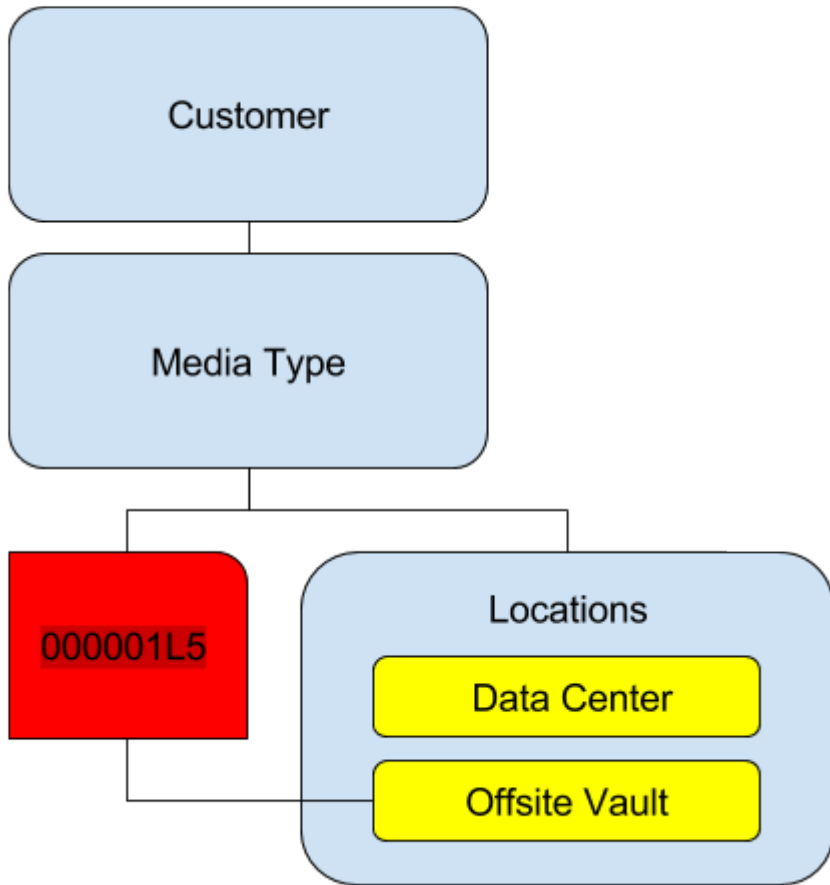 Customer
Media Type
000001L5
Locations
Data Center
Offsite Vault